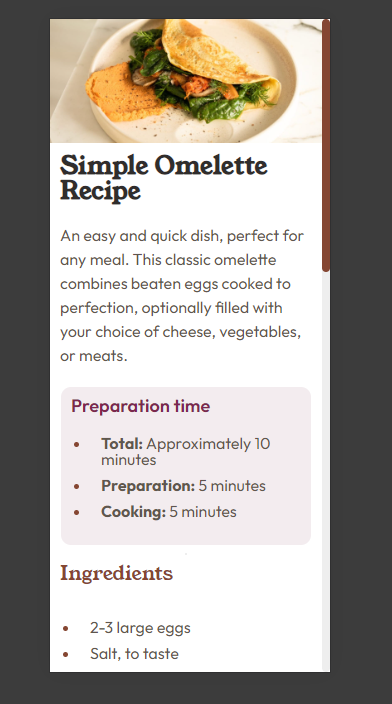 Simple Omelette
Recipe
An easy and quick dish, perfect for
any meal. This classic omelette
combines beaten eggs cooked to
perfection, optionally filled with
your choice of cheese, vegetables,
or meats.
Preparation time
• Total: Approximately 10
minutes
• Preparation: 5 minutes
• Cooking: 5 minutes
Ingredients
• 2-3 large eggs
• Salt, to taste